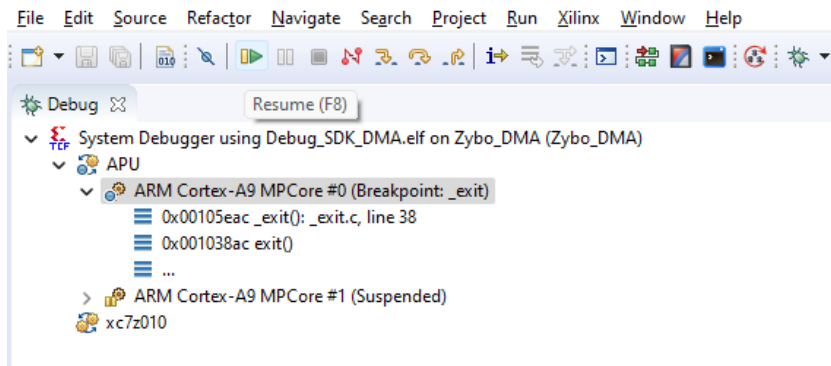 File Edit Source Refactor Navigate Search Project Run Xilinx Window Help
010
Debug
Resume (F8)
TCF System Debugger using Debug_SDK_DMA.elf on Zybo_DMA (Zybo_DMA)
APU
ARM Cortex-A9 MPCore #0 (Breakpoint: _exit)
0x00105eac _exit(): _exit.c, line 38
0x001038ac exit()
...
ARM Cortex-A9 MPCore #1 (Suspended)
xc7z010